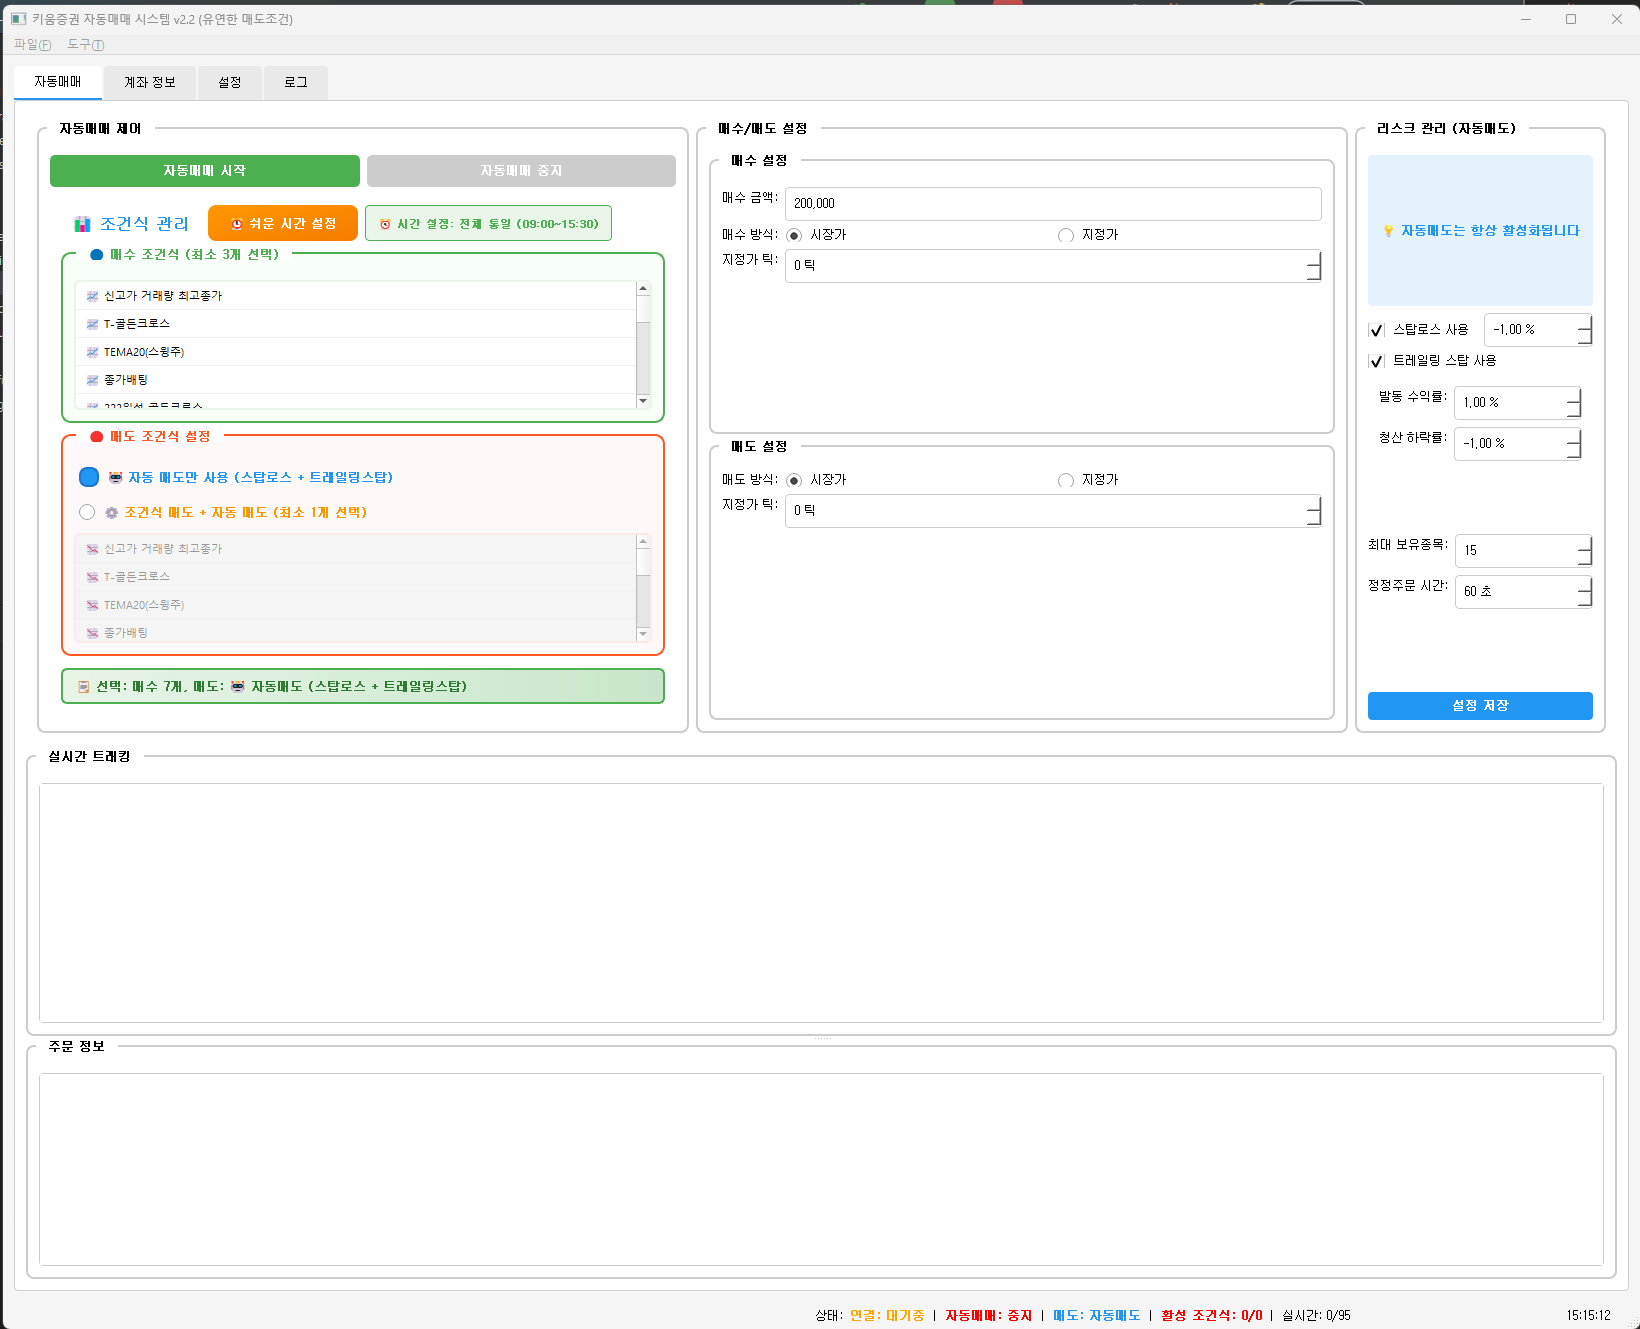 키움증권 자동매매 시스템 v2.2 (유연한 매도조건)
파일(F) 도구(T)
자동매매 계좌 정보 설정 로그
자동매매 제어
자동매매 시작 자동매매 중지
조건식 관리 쉬운 시간 설정 시간 설정: 전체 통일 (09:00~15:30)
매수 조건식 (최소 3개 선택)
신고가 거래량 최고종가
T-골든크로스
TEMA20(스윙주)
종가배팅
매도 조건식 설정
자동 매도만 사용 (스탑로스 + 트레일링스탑)
조건식 매도 + 자동 매도 (최소 1개 선택)
신고가 거래량 최고종가
T-골든크로스
TEMA20(스윙주)
종가배팅
선택: 매수 7개, 매도: 자동매도 (스탑로스 + 트레일링스탑)
매수/매도 설정
매수 설정
매수 금액: 200,000
매수 방식: 시장가 지정가
지정가 틱: 0 틱
매도 설정
매도 방식: 시장가 지정가
지정가 틱: 0 틱
리스크 관리 (자동매도)
자동매도는 항상 활성화됩니다
스탑로스 사용 -1.00 %
트레일링 스탑 사용
발동 수익률: 1.00 %
청산 하락률: -1.00 %
최대 보유종목: 15
정정주문 시간: 60 초
설정 저장
실시간 트래킹
주문 정보
상태: 연결: 대기중 | 자동매매: 중지 | 매도: 자동매도 | 활성 조건식: 0/0 | 실시간: 0/95 15:15:12